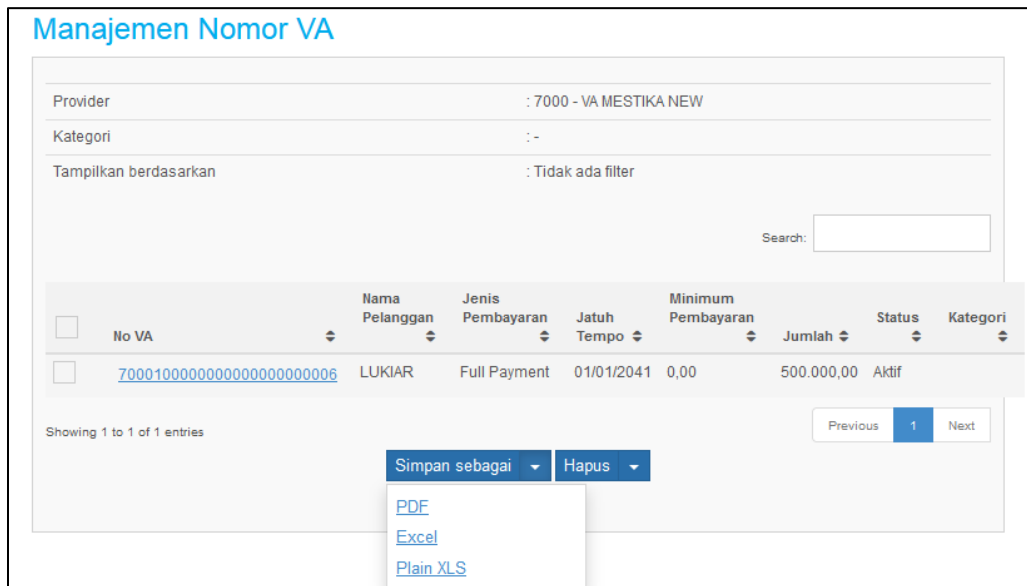 Manajemen Nomor VA
Provider : 7000 - VA MESTIKA NEW
Kategori : -
Tampilkan berdasarkan : Tidak ada filter
Search:
No VA Nama Pelanggan Jenis Pembayaran Jatuh Tempo Minimum Pembayaran Jumlah Status Kategori
7000100000000000000000006 LUKIAR Full Payment 01/01/2041 0,00 500.000,00 Aktif
Showing 1 to 1 of 1 entries
Previous 1 Next
Simpan sebagai Hapus
PDF
Excel
Plain XLS